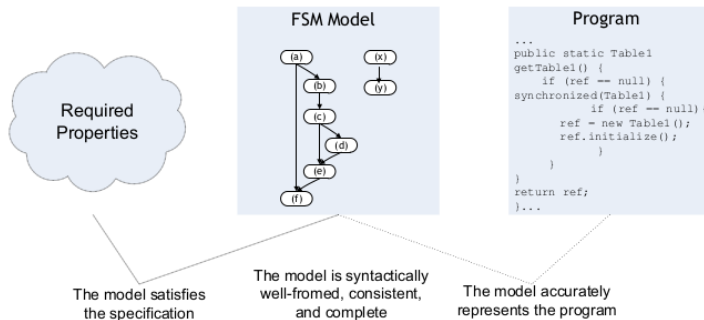 FSM Model
Program
Required
Properties
(a)
(x)
(b)
(y)
(c)
(d)
(e)
(f)
...
public static Table1
getTable1() {
if (ref == null) {
synchronized(Table1) {
if (ref == null)
ref = new Table1();
ref.initialize();
}
}
}
return ref;
}...
The model satisfies
the specification
The model is syntactically
well-fromed, consistent,
and complete
The model accurately
represents the program